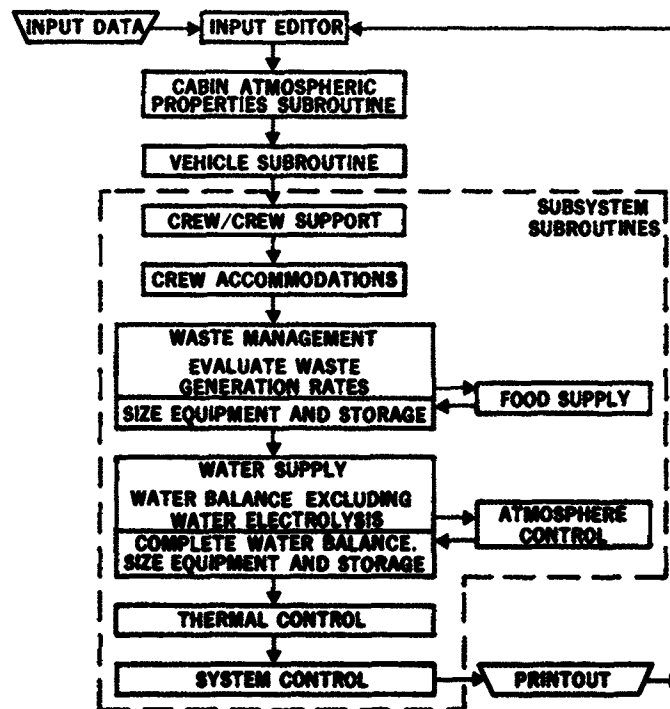 INPUT DATA
INPUT EDITOR
CABIN ATMOSPHERIC
PROPERTIES SUBROUTINE
VEHICLE SUBROUTINE
SUBSYSTEM
SUBROUTINES
CREW/CREW SUPPORT
CREW ACCOMMODATIONS
WASTE MANAGEMENT
EVALUATE WASTE
GENERATION RATES
SIZE EQUIPMENT AND STORAGE
FOOD SUPPLY
WATER SUPPLY
WATER BALANCE EXCLUDING
WATER ELECTROLYSIS
COMPLETE WATER BALANCE.
SIZE EQUIPMENT AND STORAGE
ATMOSPHERE
CONTROL
THERMAL CONTROL
SYSTEM CONTROL
PRINTOUT